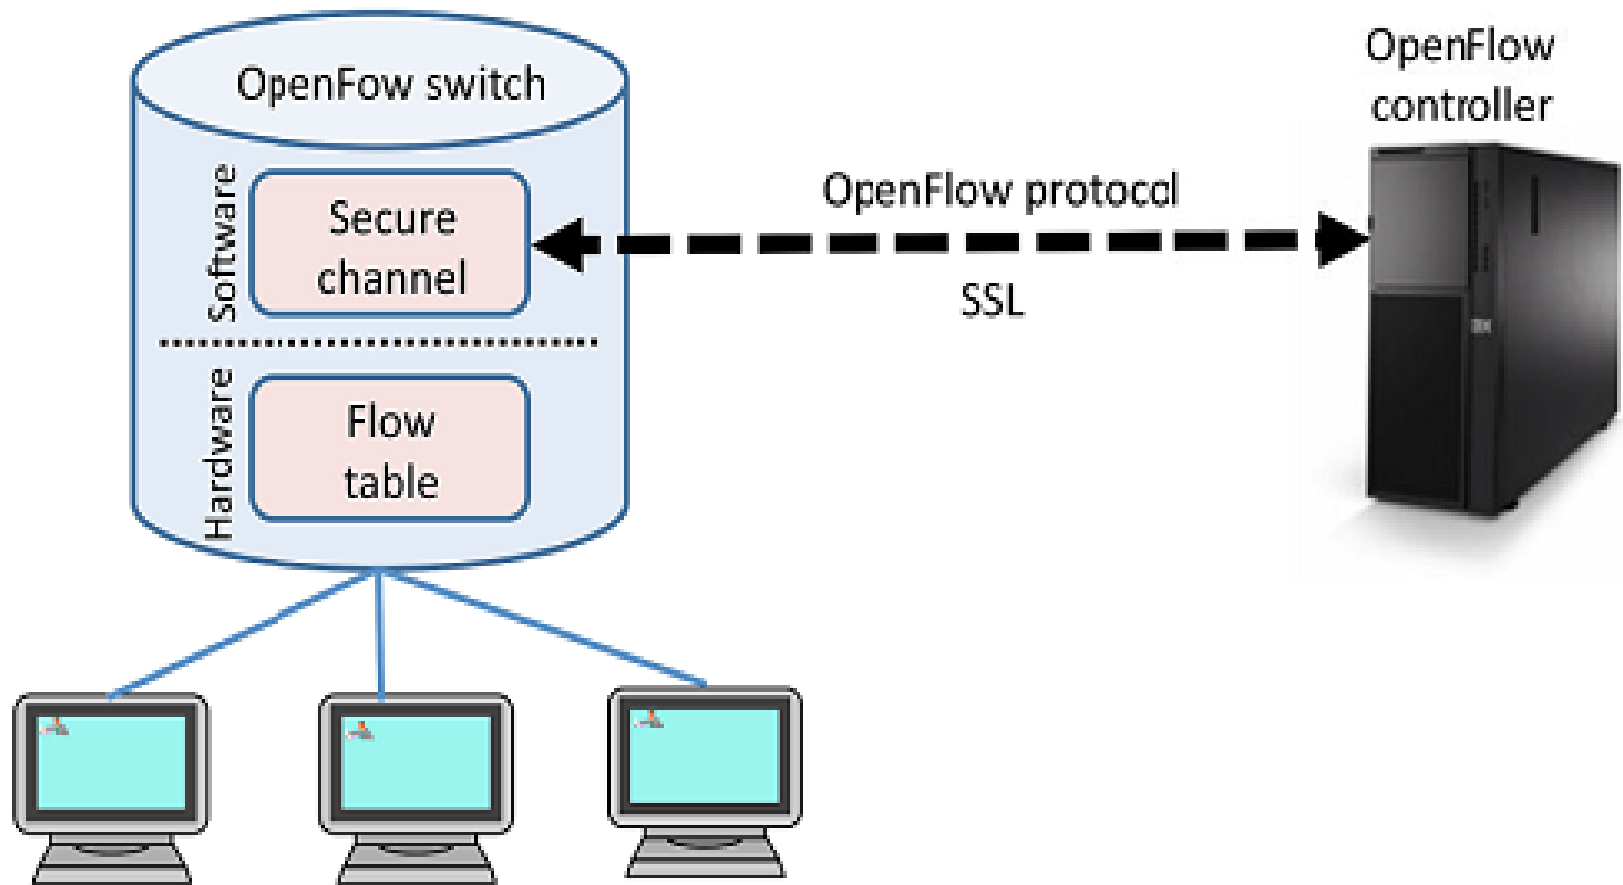 OpenFow switch
Software
Secure
channel
Hardware
Flow
table
OpenFlow protocol
SSL
OpenFlow
controller